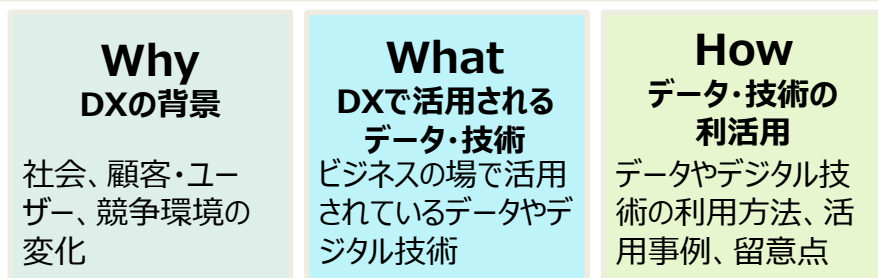 Why
DXの背景
社会、顧客・ユー
ザー、競争環境の
変化
What
DXで活用される
データ・技術
ビジネスの場で活用
されているデータやデ
ジタル技術
How
データ・技術の
利活用
データやデジタル技
術の利用方法、活
用事例、留意点